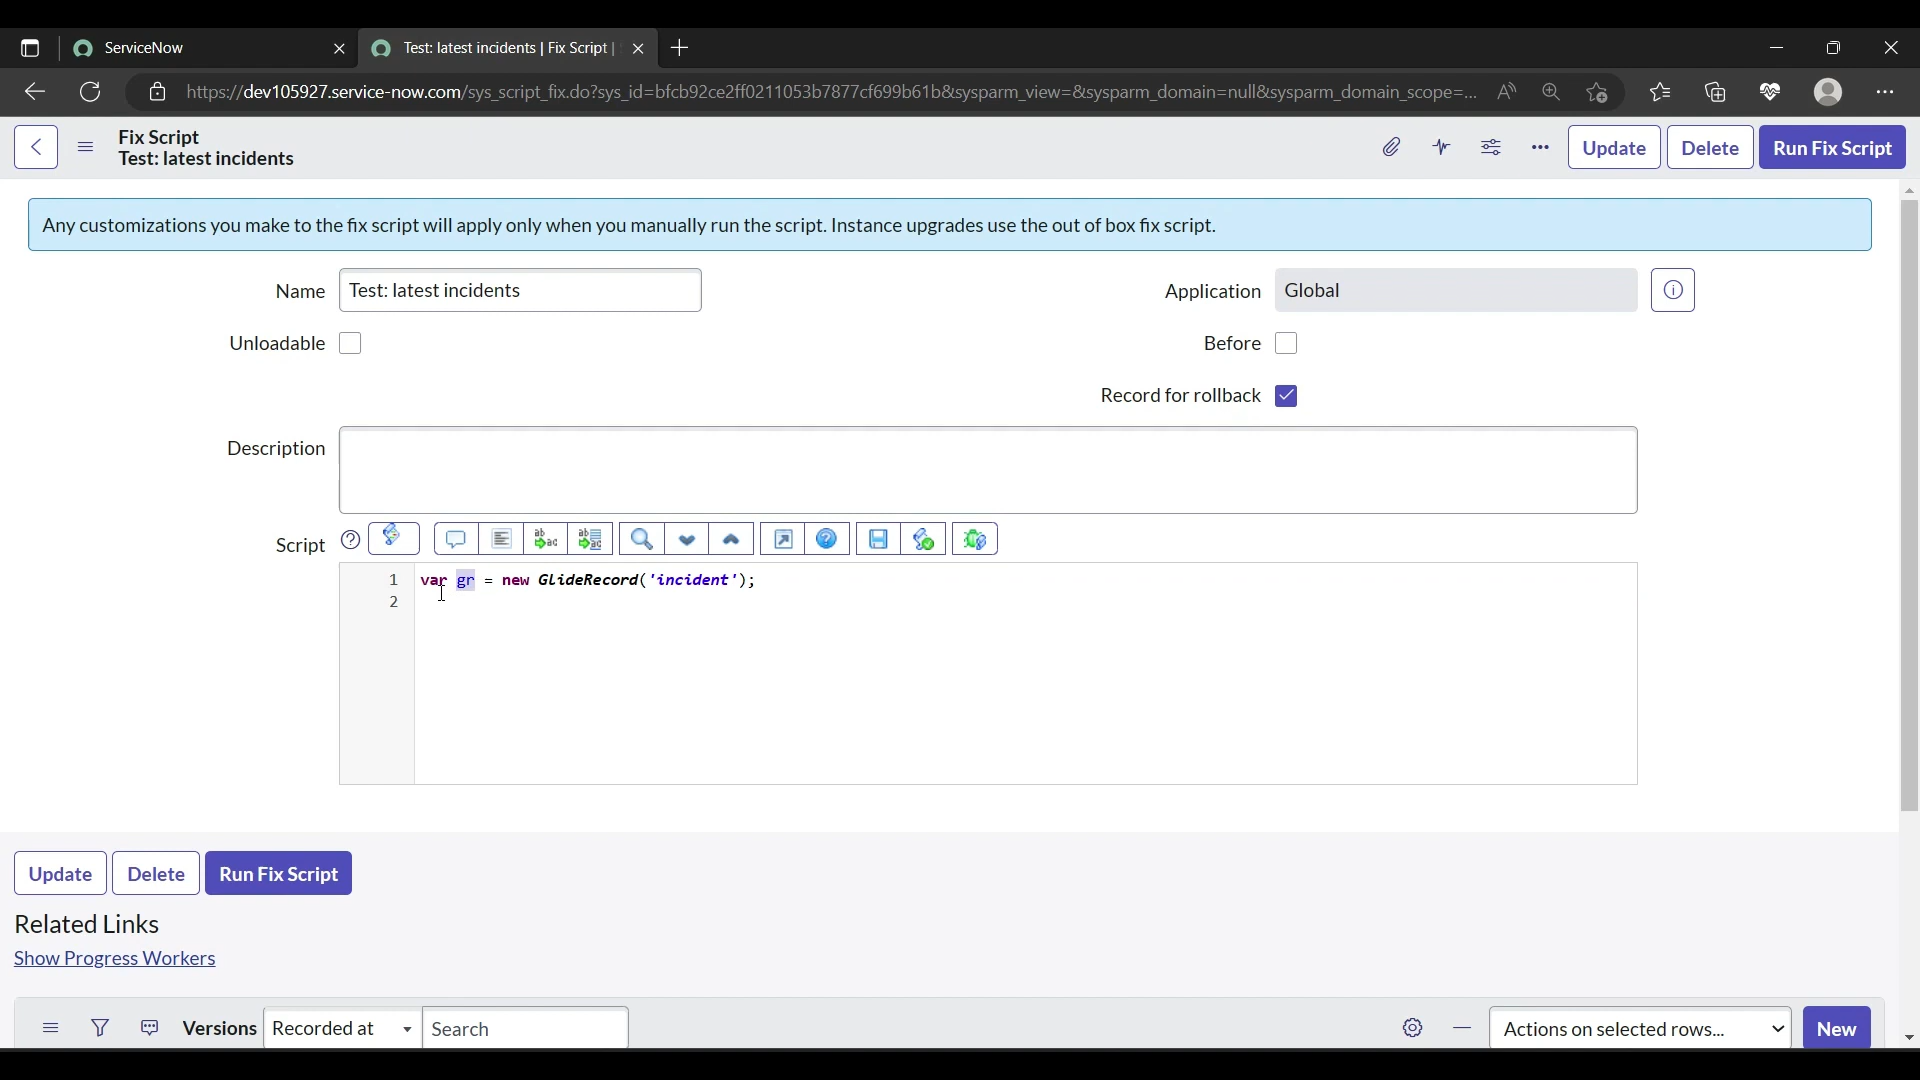 ServiceNow
Test: latest incidents | Fix Script |
https://dev105927.service-now.com/sys_script_fix.do?sys_id=bfcb92ce2ff0211053b7877cf699b61b&sysparm_view=&sysparm_domain=null&sysparm_domain_scope=...
Fix Script
Test: latest incidents
Update
Delete
Run Fix Script
Any customizations you make to the fix script will apply only when you manually run the script. Instance upgrades use the out of box fix script.
Name
Test: latest incidents
Application
Global
Unloadable
Before
Record for rollback
Description
Script
1 var gr = new GlideRecord('incident');
2
Update
Delete
Run Fix Script
Related Links
Show Progress Workers
Versions
Recorded at
Search
Actions on selected rows...
New